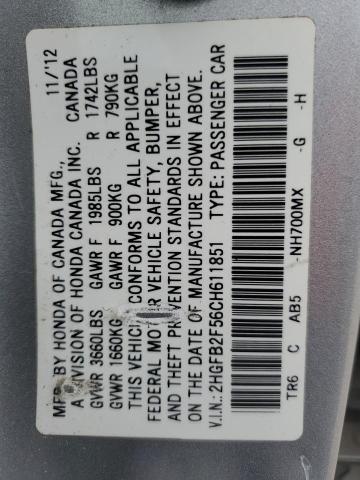 MFD BY HONDA OF CANADA MFG., 11/'12
A DIVISION OF HONDA CANADA INC. CANADA
GVWR 3660LBS GAWR F 1985LBS R 1742LBS
GVWR 1660KG GAWR F 900KG R 790KG
THIS VEHICLE CONFORMS TO ALL APPLICABLE
FEDERAL MOTOR VEHICLE SAFETY, BUMPER,
AND THEFT PREVENTION STANDARDS IN EFFECT
ON THE DATE OF MANUFACTURE SHOWN ABOVE.
V.I.N.: 2HGFB2F56CH611851 TYPE: PASSENGER CAR
TR6 C AB5 -NH700MX -G -H